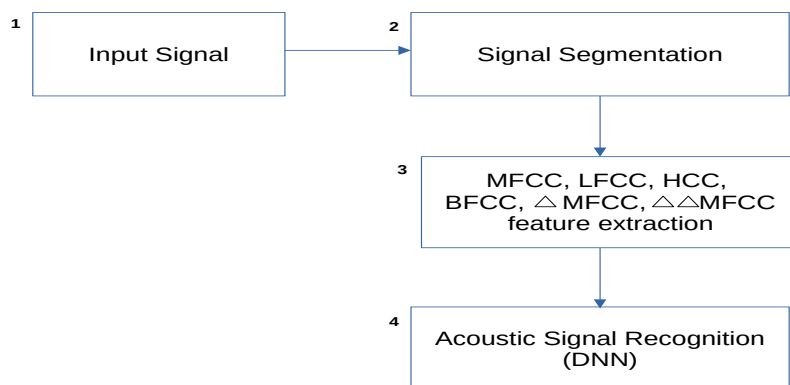 1
Input Signal
2
Signal Segmentation
3
MFCC, LFCC, HCC,
BFCC, △ MFCC, △△MFCC
feature extraction
4
Acoustic Signal Recognition
(DNN)